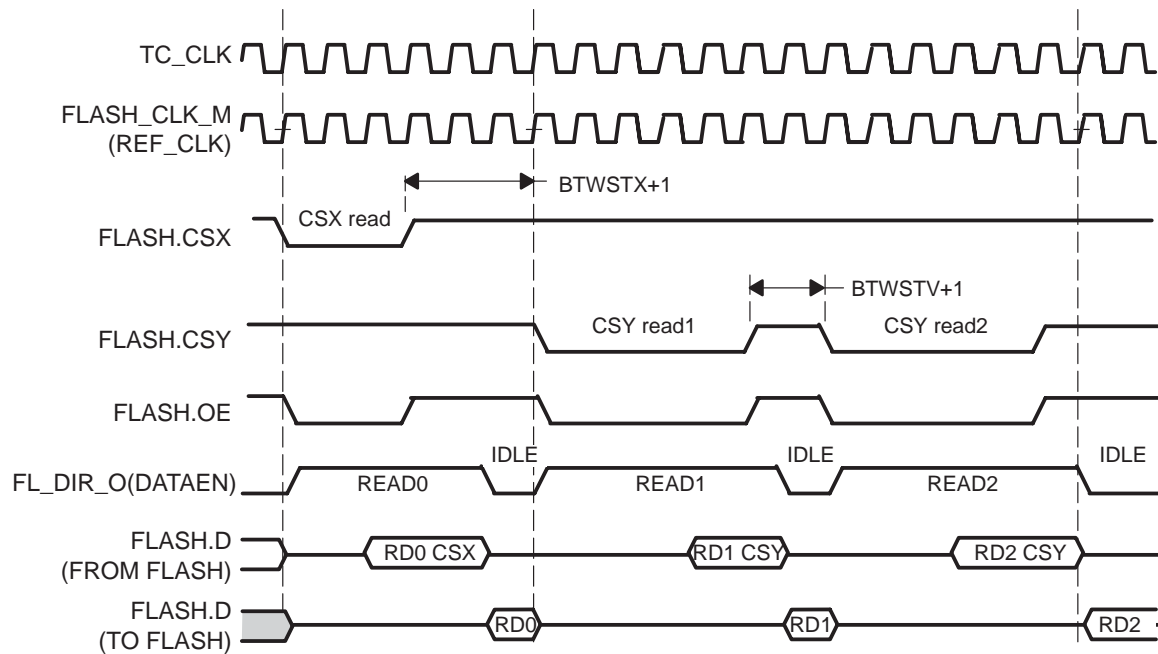 TC_CLK
FLASH_CLK_M
(REF_CLK)
BTWSTX+1
CSX read
FLASH.CSX
BTWSTV+1
CSY read1
CSY read2
FLASH.CSY
FLASH.OE
IDLE
IDLE
IDLE
FL_DIR_O(DATAEN)
READ0
READ1
READ2
FLASH.D
(FROM FLASH)
RD0 CSX
RD1 CSY
RD2 CSY
FLASH.D
(TO FLASH)
RD0
RD1
RD2